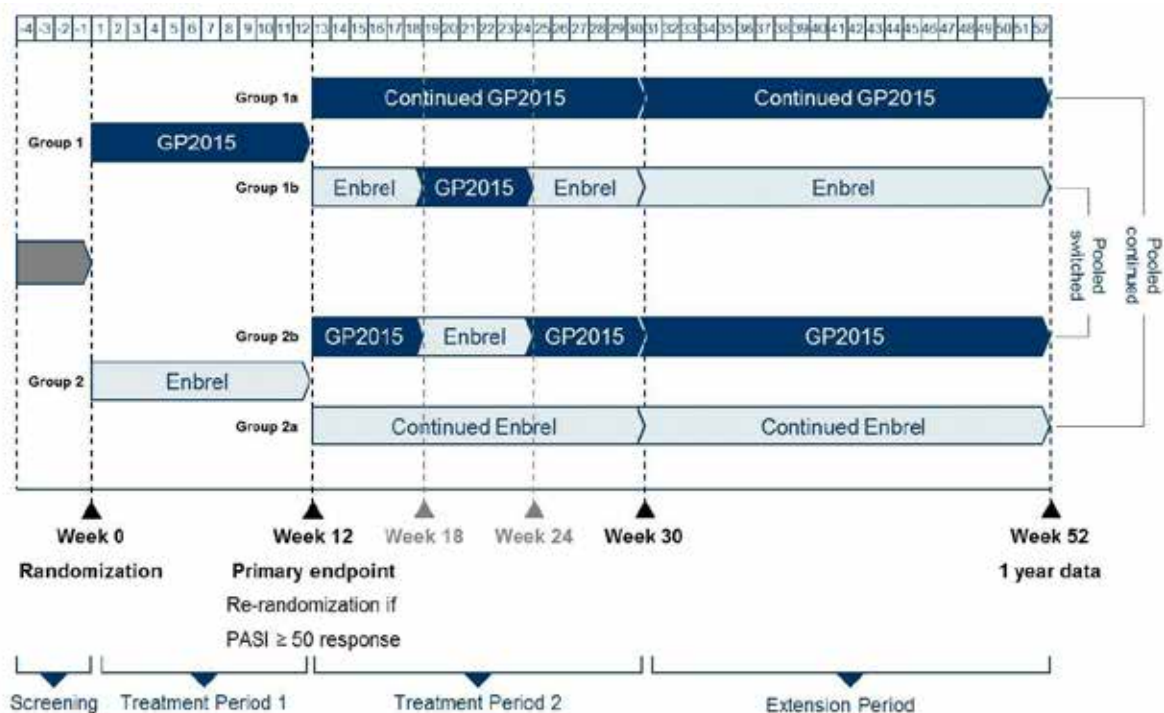 -4 -3 -2 -1 1 2 3 4 5 6 7 8 9 10 11 12 13 14 15 16 17 18 19 20 21 22 23 24 25 26 27 28 29 30 31 32 33 34 35 36 37 38 39 40 41 42 43 44 45 46 47 48 49 50 51 52
Group 1a
Continued GP2015
Continued GP2015
Group 1
GP2015
Group 1b
Enbrel
GP2015
Enbrel
Enbrel
Pooled
switched
Pooled
continued
Group 2b
GP2015
Enbrel
GP2015
GP2015
Group 2
Enbrel
Group 2a
Continued Enbrel
Continued Enbrel
Week 0
Week 12
Week 18
Week 24
Week 30
Week 52
Randomization
Primary endpoint
1 year data
Re-randomization if
PASI ≥ 50 response
Screening
Treatment Period 1
Treatment Period 2
Extension Period